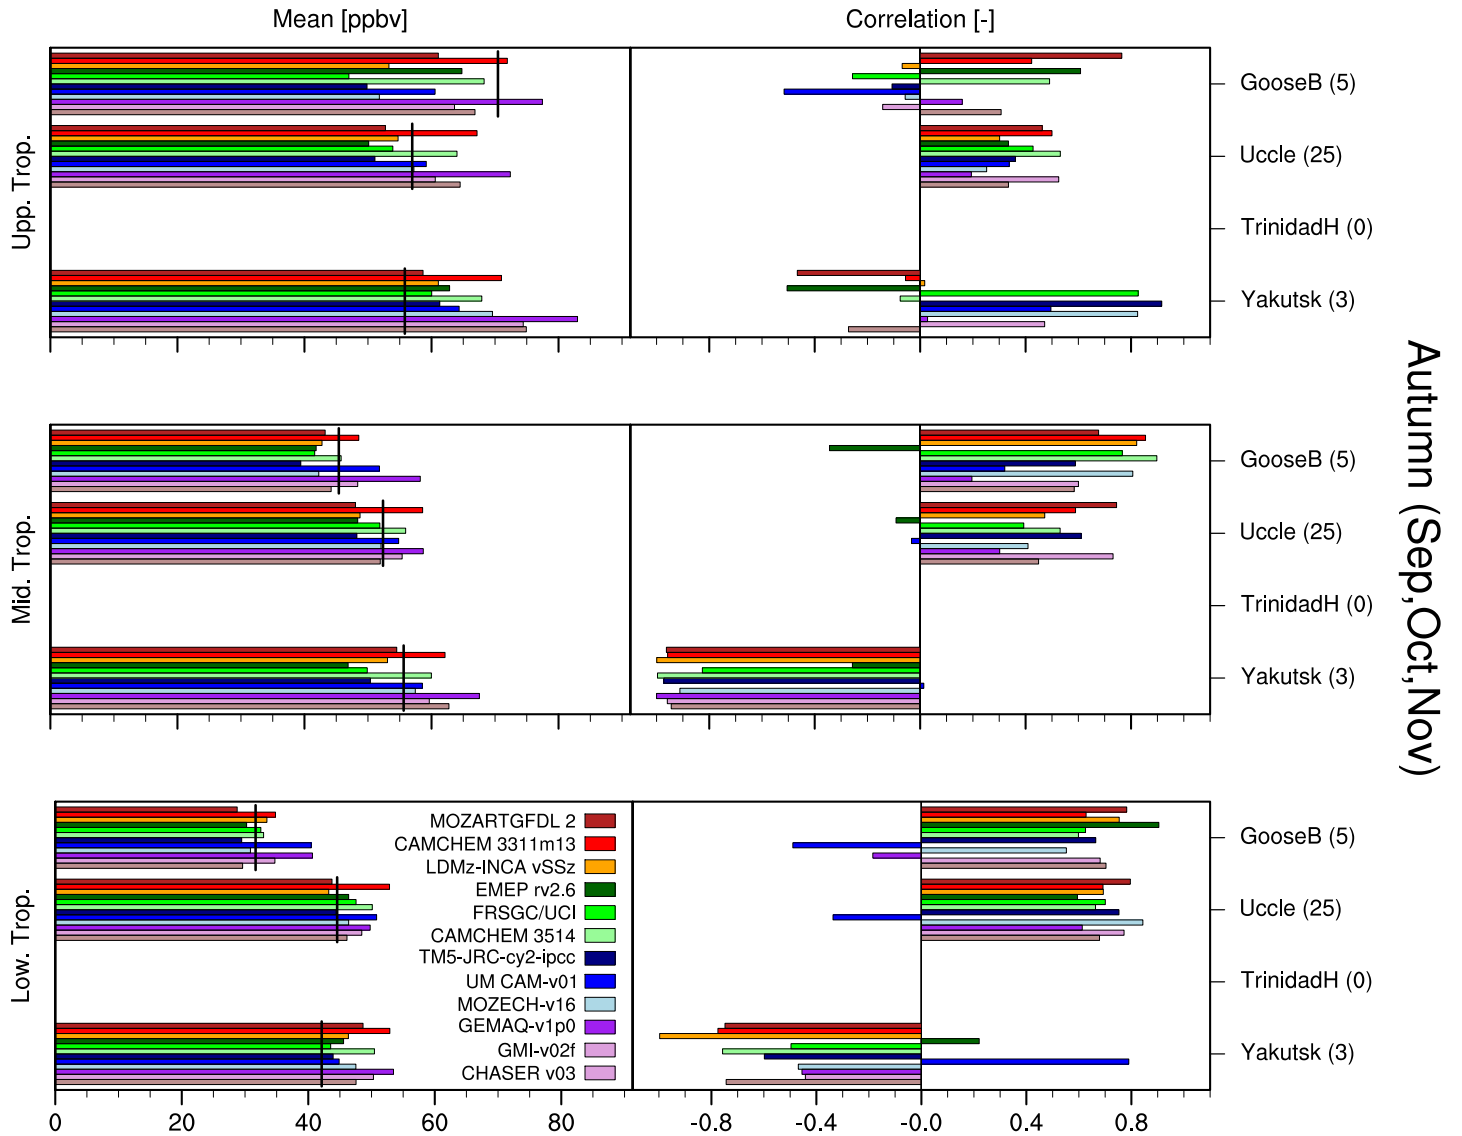 Mean [ppbv]
Correlation [-]
Upp. Trop.
GooseB (5)
Uccle (25)
TrinidadH (0)
Yakutsk (3)
Mid. Trop.
GooseB (5)
Uccle (25)
TrinidadH (0)
Yakutsk (3)
Autumn (Sep,Oct,Nov)
Low. Trop.
MOZARTGFDL 2
CAMCHEM 3311m13
LDMz-INCA vSSz
EMEP rv2.6
FRSGC/UCI
CAMCHEM 3514
TM5-JRC-cy2-ipcc
UM CAM-v01
MOZECH-v16
GEMAQ-v1p0
GMI-v02f
CHASER v03
GooseB (5)
Uccle (25)
TrinidadH (0)
Yakutsk (3)
0 20 40 60 80
-0.8 -0.4 -0.0 0.4 0.8